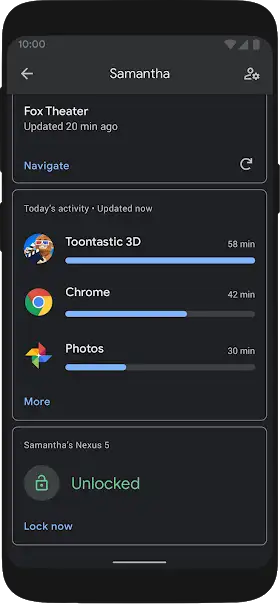 10:00
Samantha
Fox Theater
Updated 20 min ago
Navigate
Today's activity • Updated now
Toontastic 3D 58 min
Chrome 42 min
Photos 30 min
More
Samantha's Nexus 5
Unlocked
Lock now